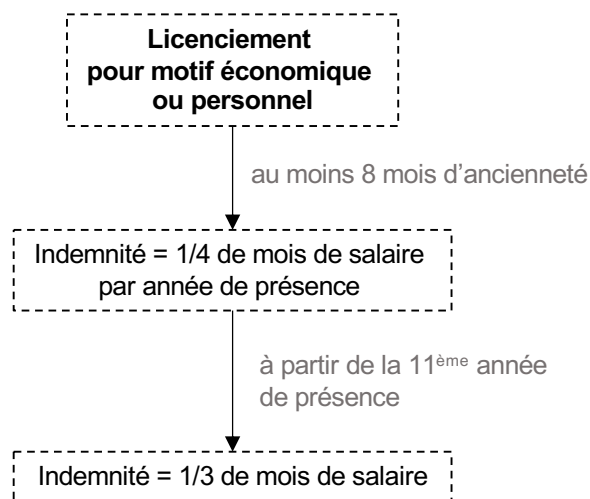 Licenciement
pour motif économique
ou personnel
au moins 8 mois d'ancienneté
Indemnité = 1/4 de mois de salaire
par année de présence
à partir de la 11ème année
de présence
Indemnité = 1/3 de mois de salaire